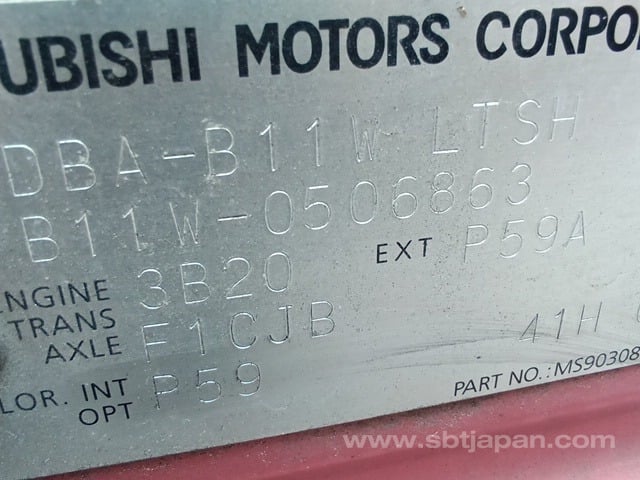 UBISHI MOTORS CORPO
DBA-B11W LTSH
B11W-0506863
EXT P59A
ENGINE 3B20
TRANS
AXLE F1CJB
41H
LOR. INT P59
OPT
PART NO.:MS90308
www.sbtjapan.com